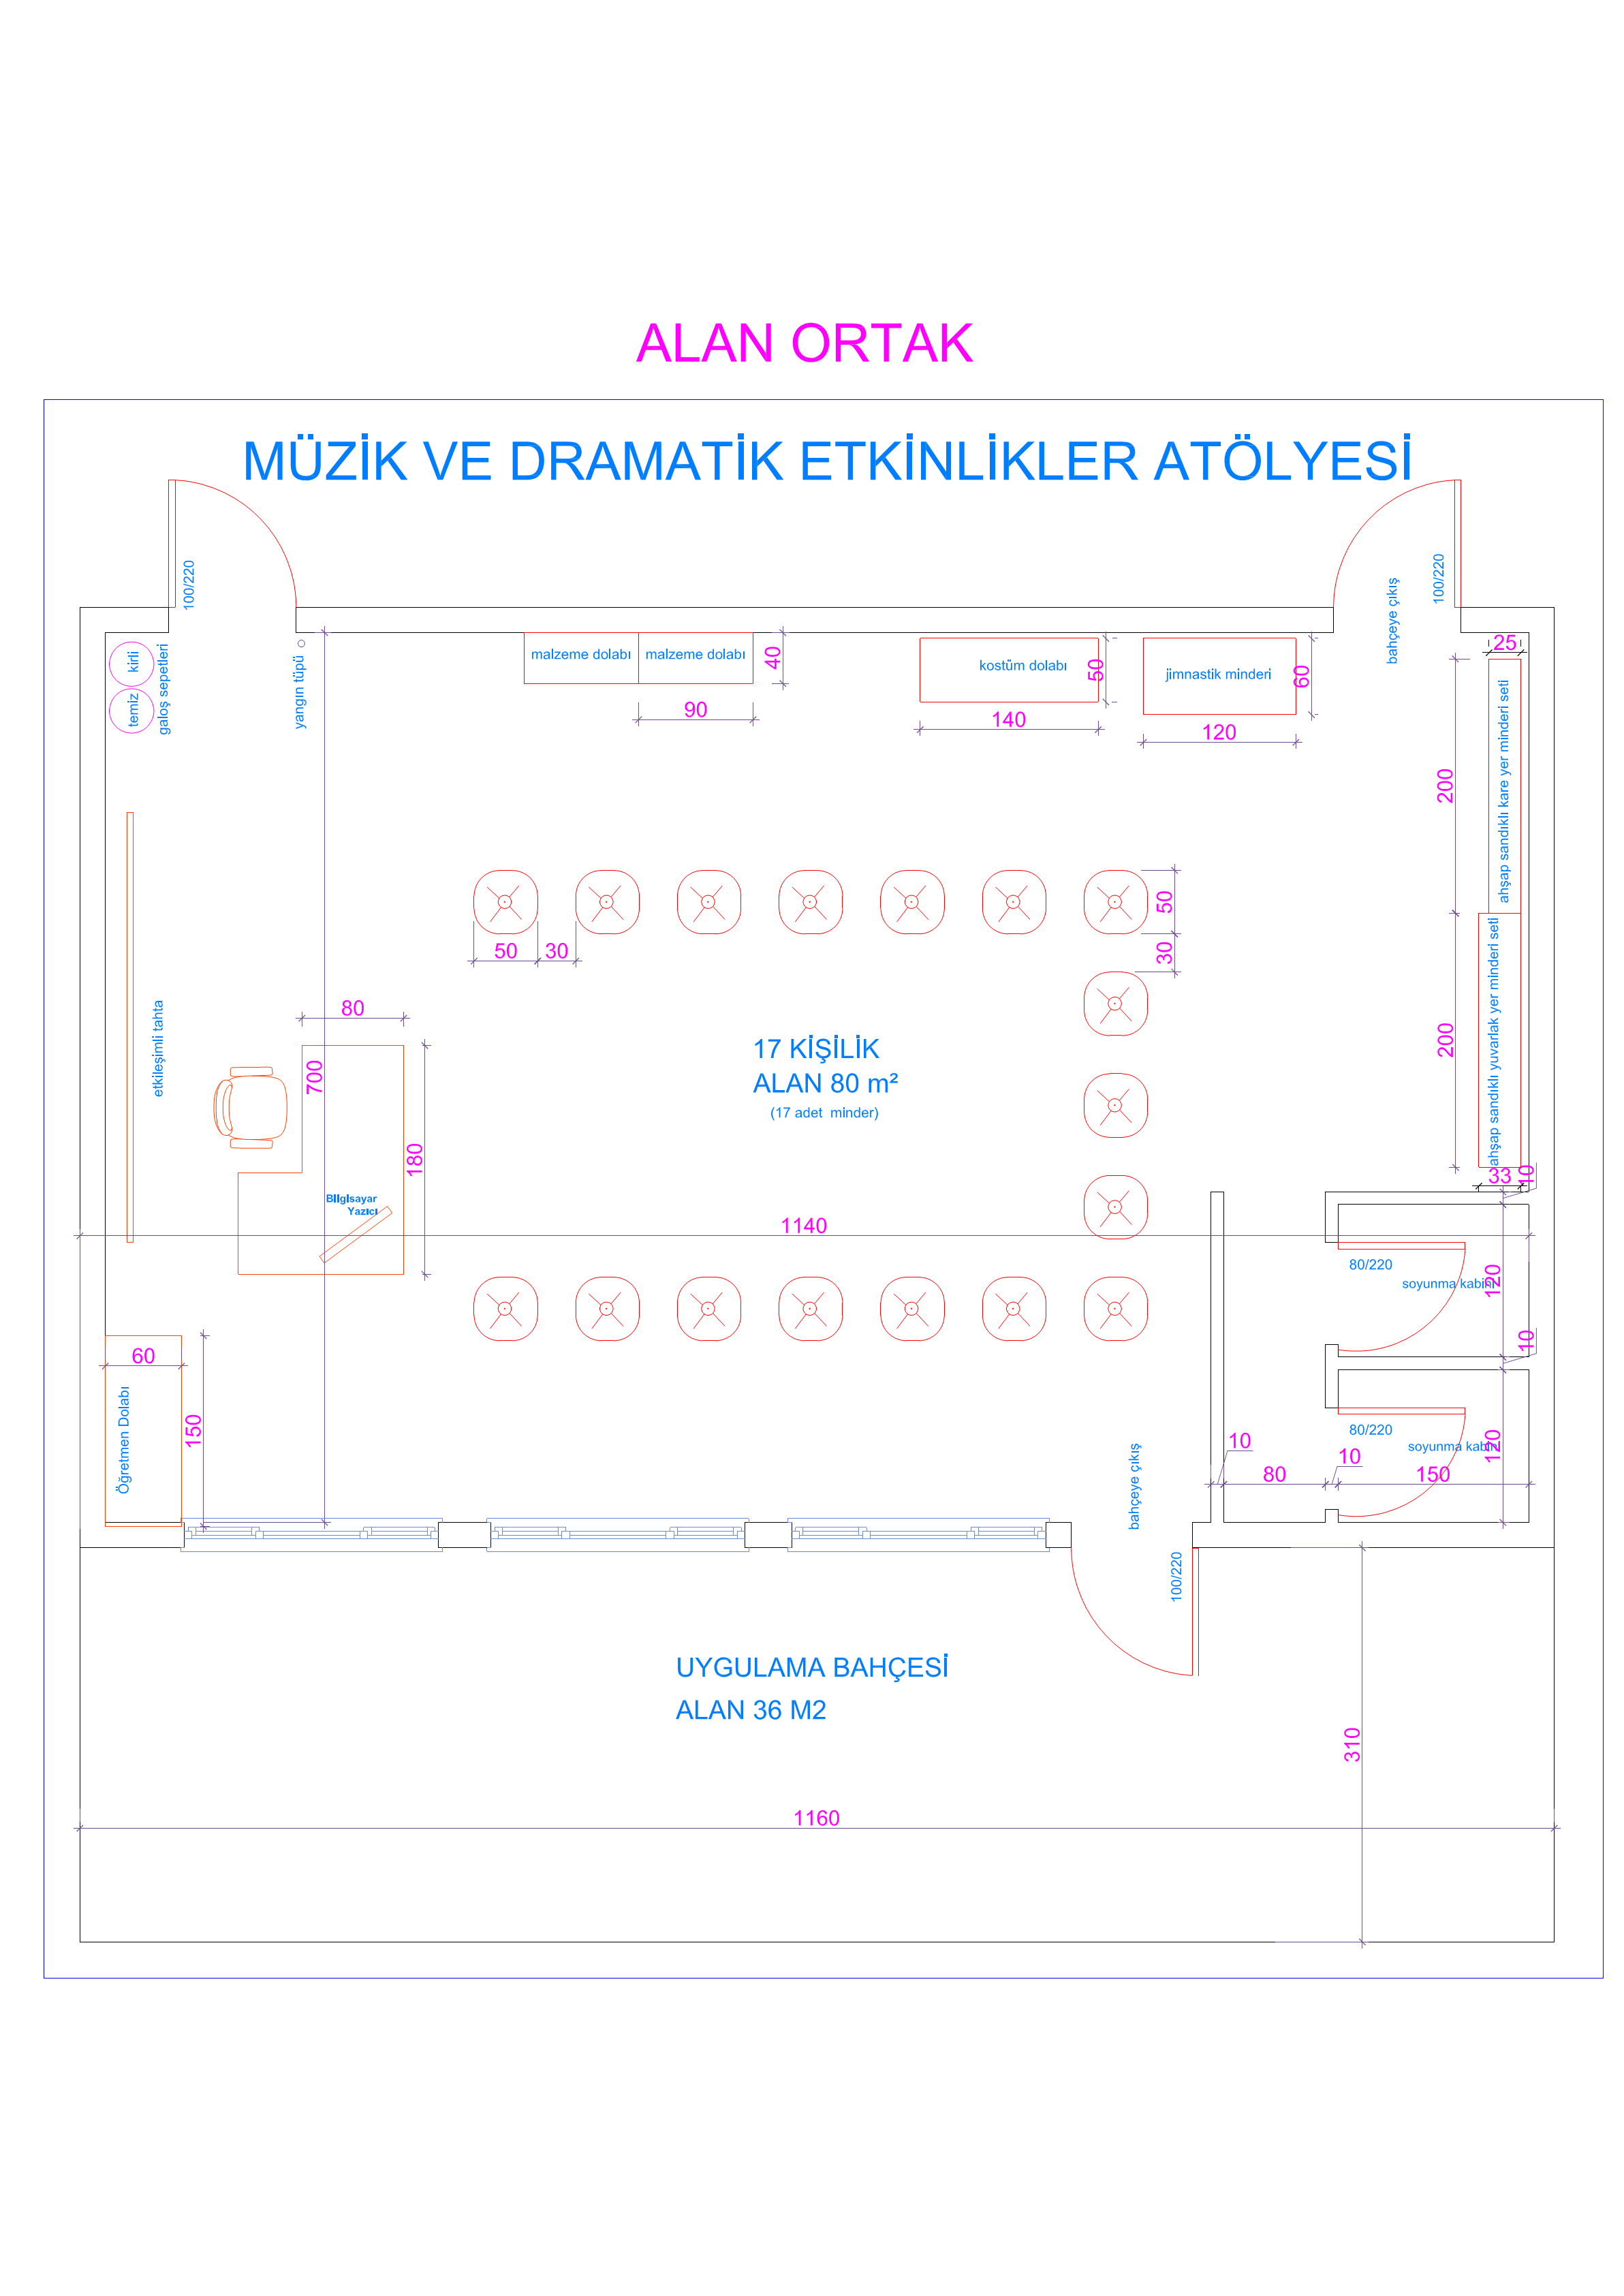 ALAN ORTAK
MÜZİK VE DRAMATİK ETKİNLİKLER ATÖLYESİ
100/220
100/220
bahçeye çıkış
kirli
temiz
galoş sepetleri
yangın tüpü
malzeme dolabı
malzeme dolabı
40
90
kostüm dolabı
50
140
jimnastik minderi
60
120
25
200
ahşap sandıklı kare yer minderi seti
50
30
50
30
etkileşimli tahta
80
700
180
Bilgisayar
Yazıcı
17 KİŞİLİK
ALAN 80 m²
(17 adet minder)
200
ahşap sandıklı yuvarlak yer minderi seti
33
10
1140
80/220
soyunma kabini
120
10
60
150
Öğretmen Dolabı
80/220
soyunma kabini
120
10
80
10
150
bahçeye çıkış
100/220
UYGULAMA BAHÇESİ
ALAN 36 M2
310
1160